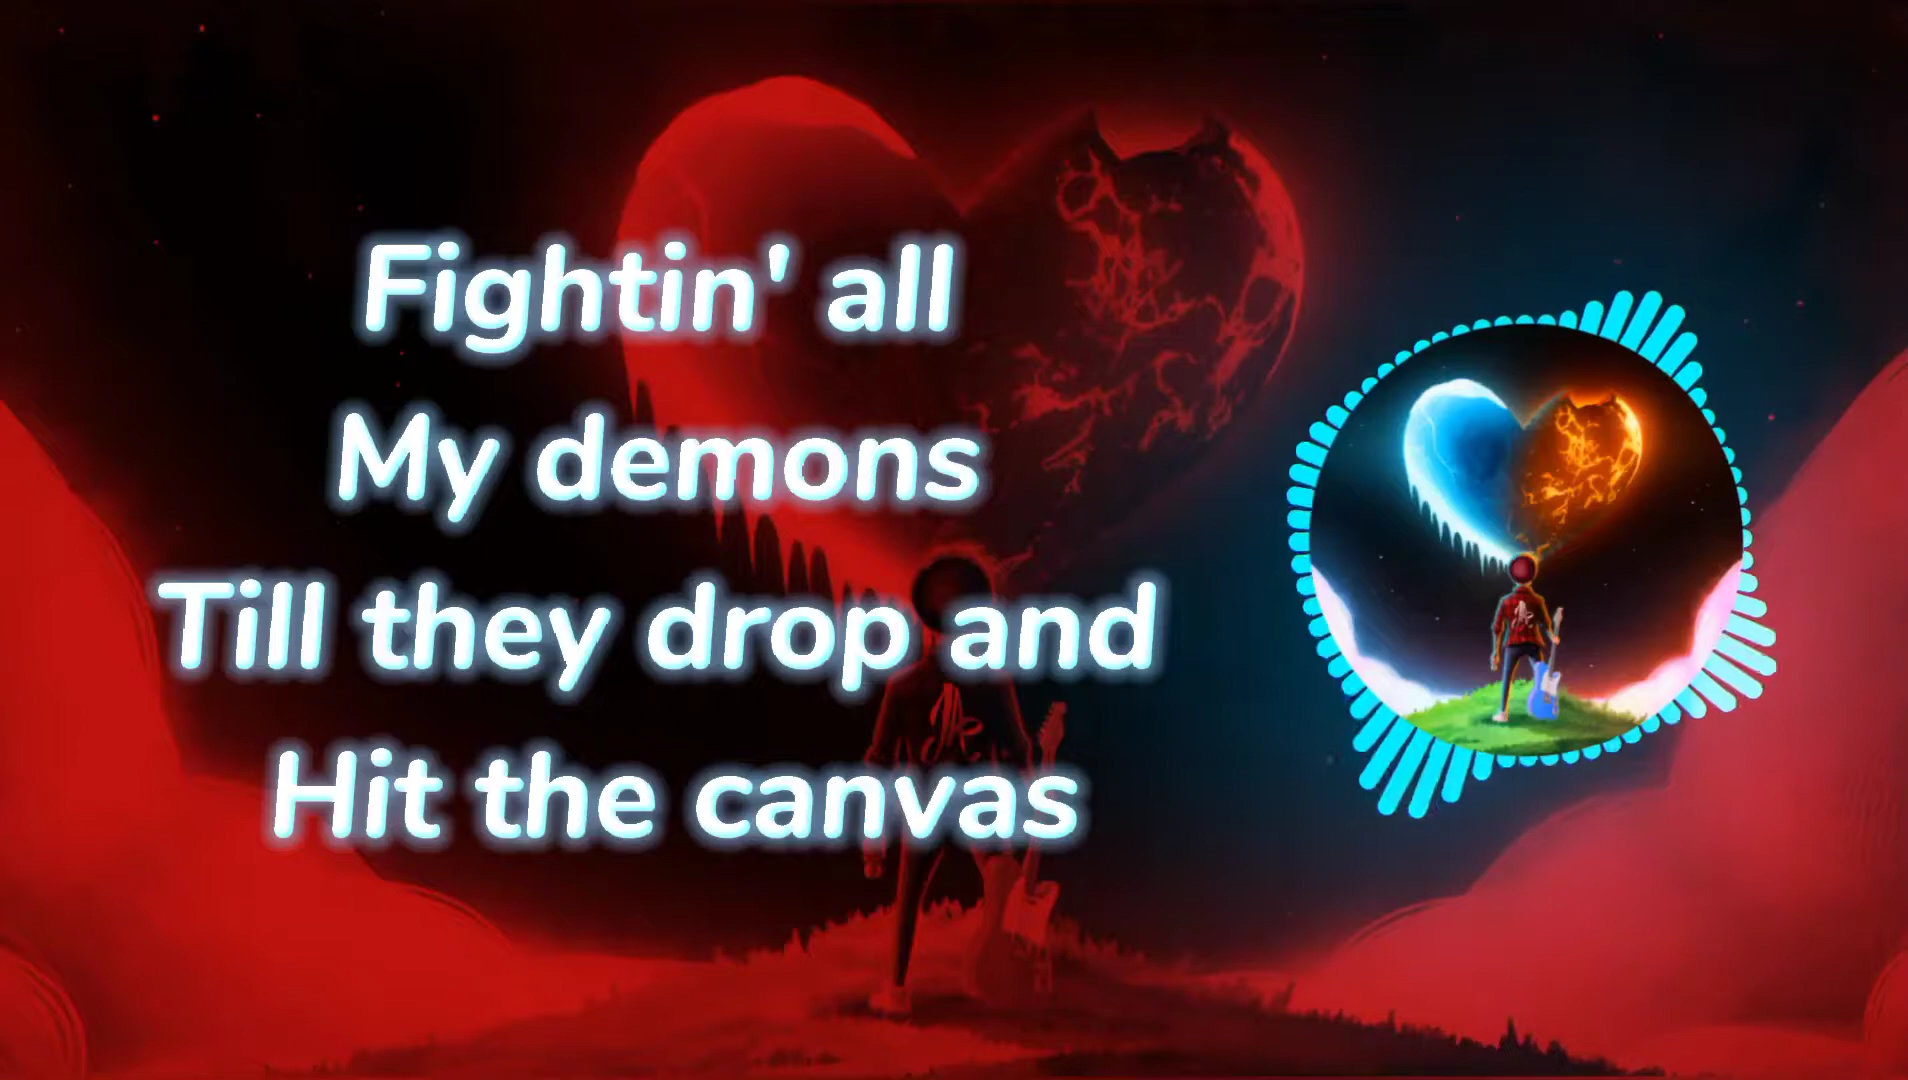 Fightin' all
My demons
Till they drop and
Hit the canvas